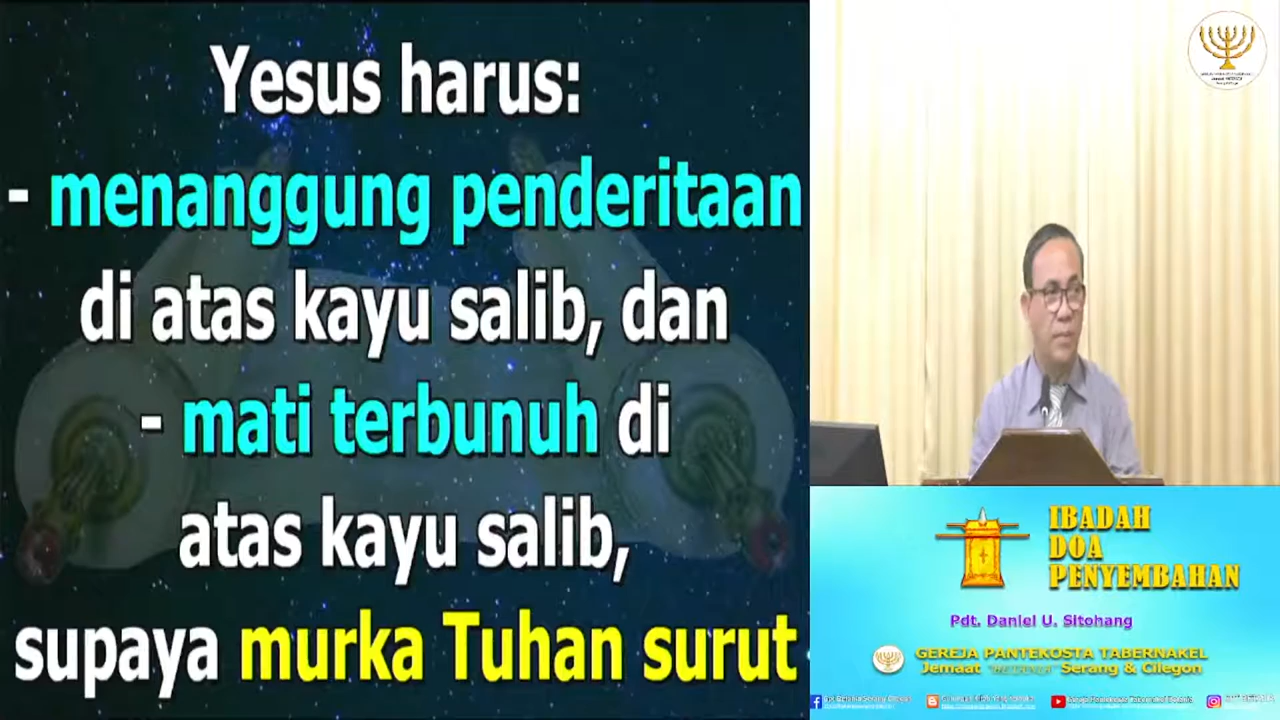 Yesus harus:
- menanggung penderitaan
di atas kayu salib, dan
- mati terbunuh di
atas kayu salib,
supaya murka Tuhan surut
IBADAH
DOA
PENYEMBAHAN
Pdt. Daniel U. Sitohang
GEREJA PANTEKOSTA TABERNAKEL
Jemaat "BETANIA" Serang & Cilegon